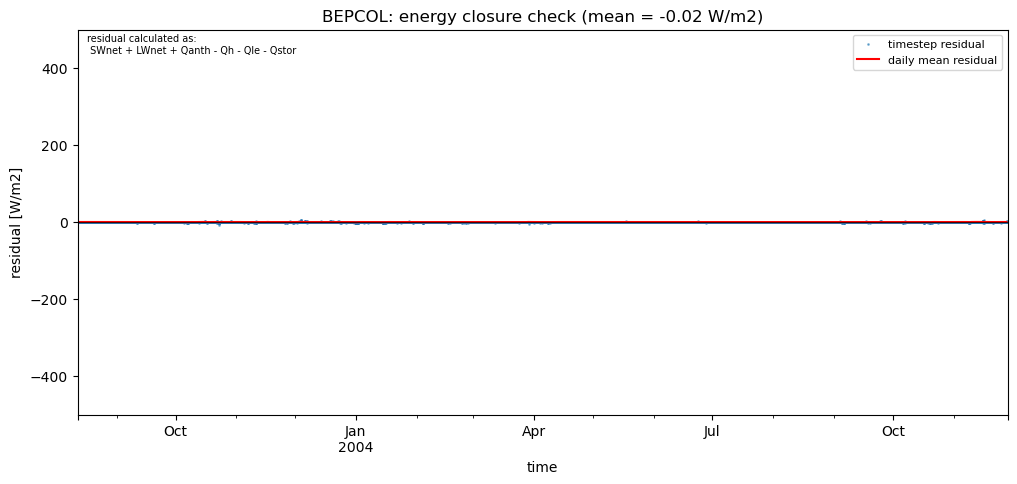 BEPCOL: energy closure check (mean = -0.02 W/m2)
residual calculated as:
SWnet + LWnet + Qanth - Qh - Qle - Qstor
timestep residual
daily mean residual
residual [W/m2]
400
200
0
−200
−400
Oct
Jan
2004
Apr
Jul
Oct
time